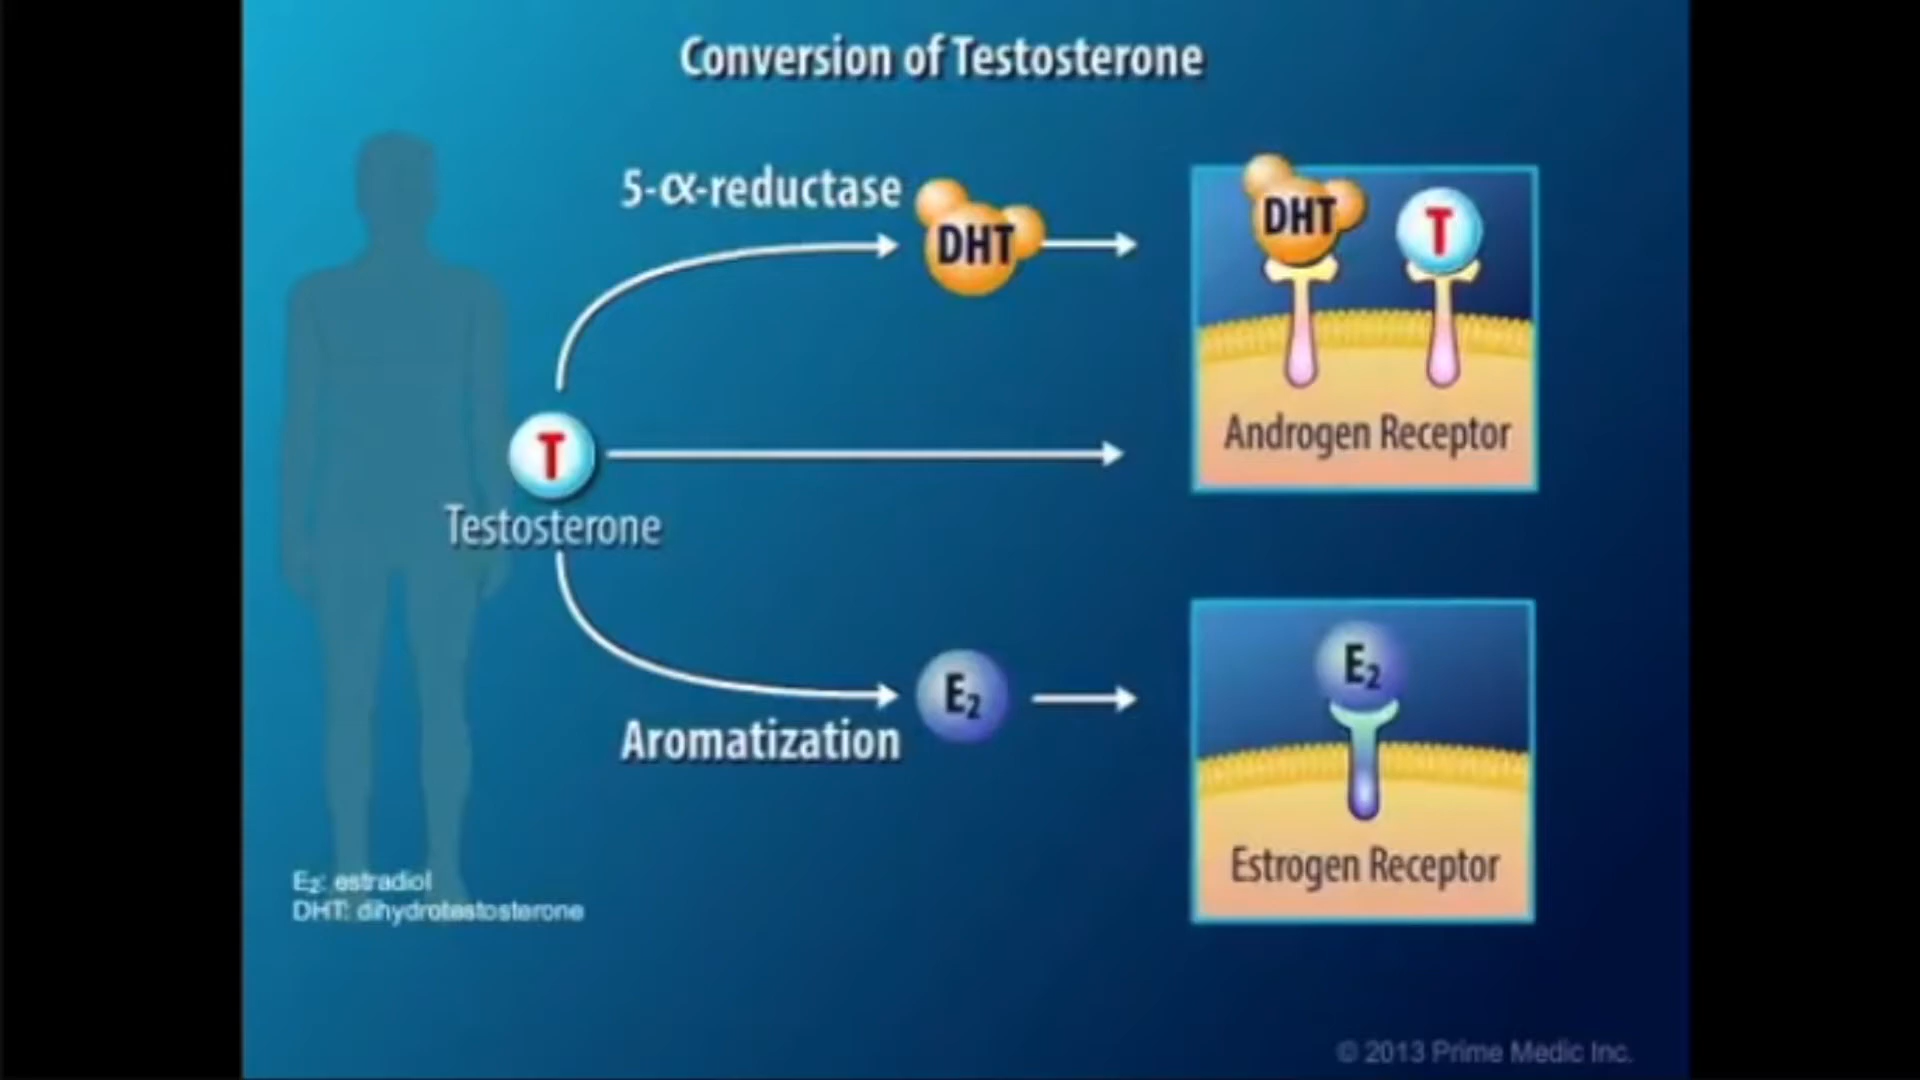 Conversion of Testosterone
5-α-reductase
DHT
DHT
T
Androgen Receptor
T
Testosterone
Aromatization
E₂
E₂
Estrogen Receptor
E₂: estradiol
DHT: dihydrotestosterone
© 2013 Prime Medic Inc.